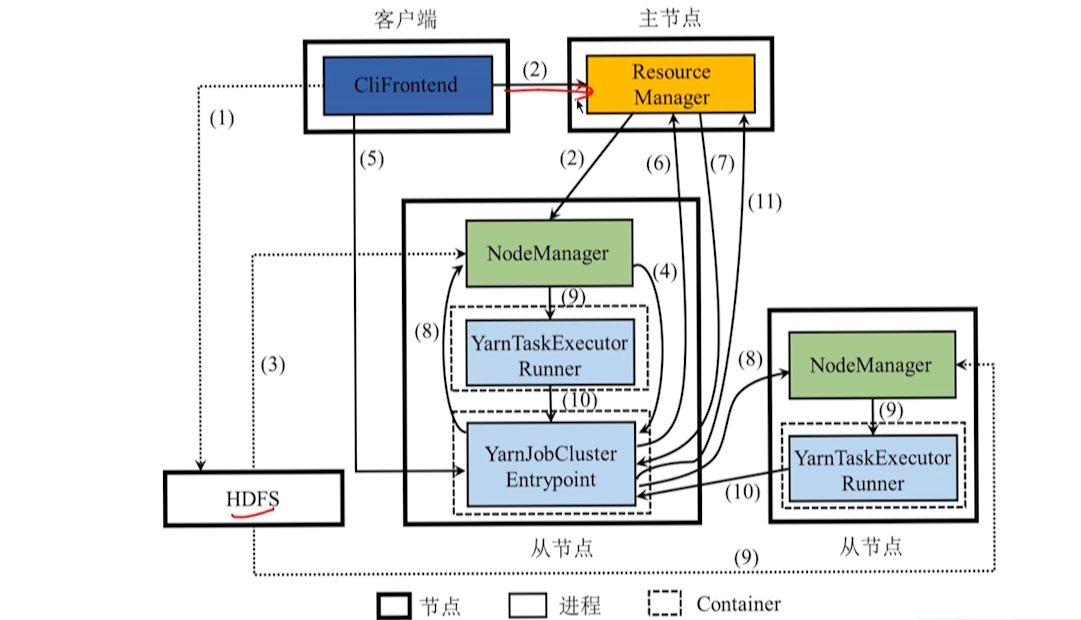 客户端
主节点
CliFrontend
(2)
Resource
Manager
(1)
(5)
(2)
(6)
(7)
(11)
NodeManager
(4)
(9)
(8)
YarnTaskExecutor
Runner
(3)
(8)
NodeManager
(10)
(9)
YarnJobCluster
Entrypoint
YarnTaskExecutor
Runner
(10)
HDFS
从节点
从节点
(9)
节点
进程
Container